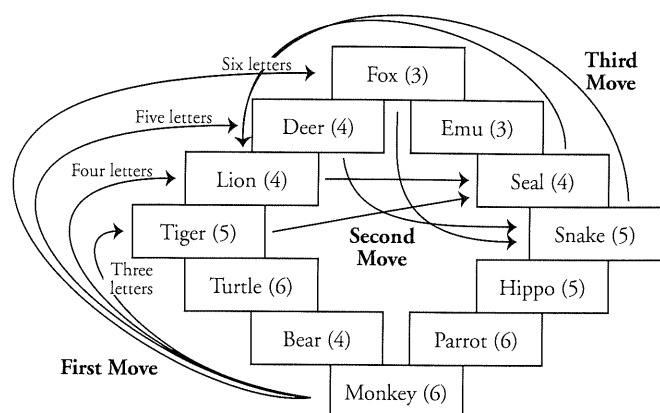 Six letters
Fox (3)
Third
Move
Five letters
Deer (4)
Emu (3)
Four letters
Lion (4)
Seal (4)
Tiger (5)
Second
Move
Snake (5)
Three
letters
Turtle (6)
Hippo (5)
Bear (4)
Parrot (6)
First Move
Monkey (6)